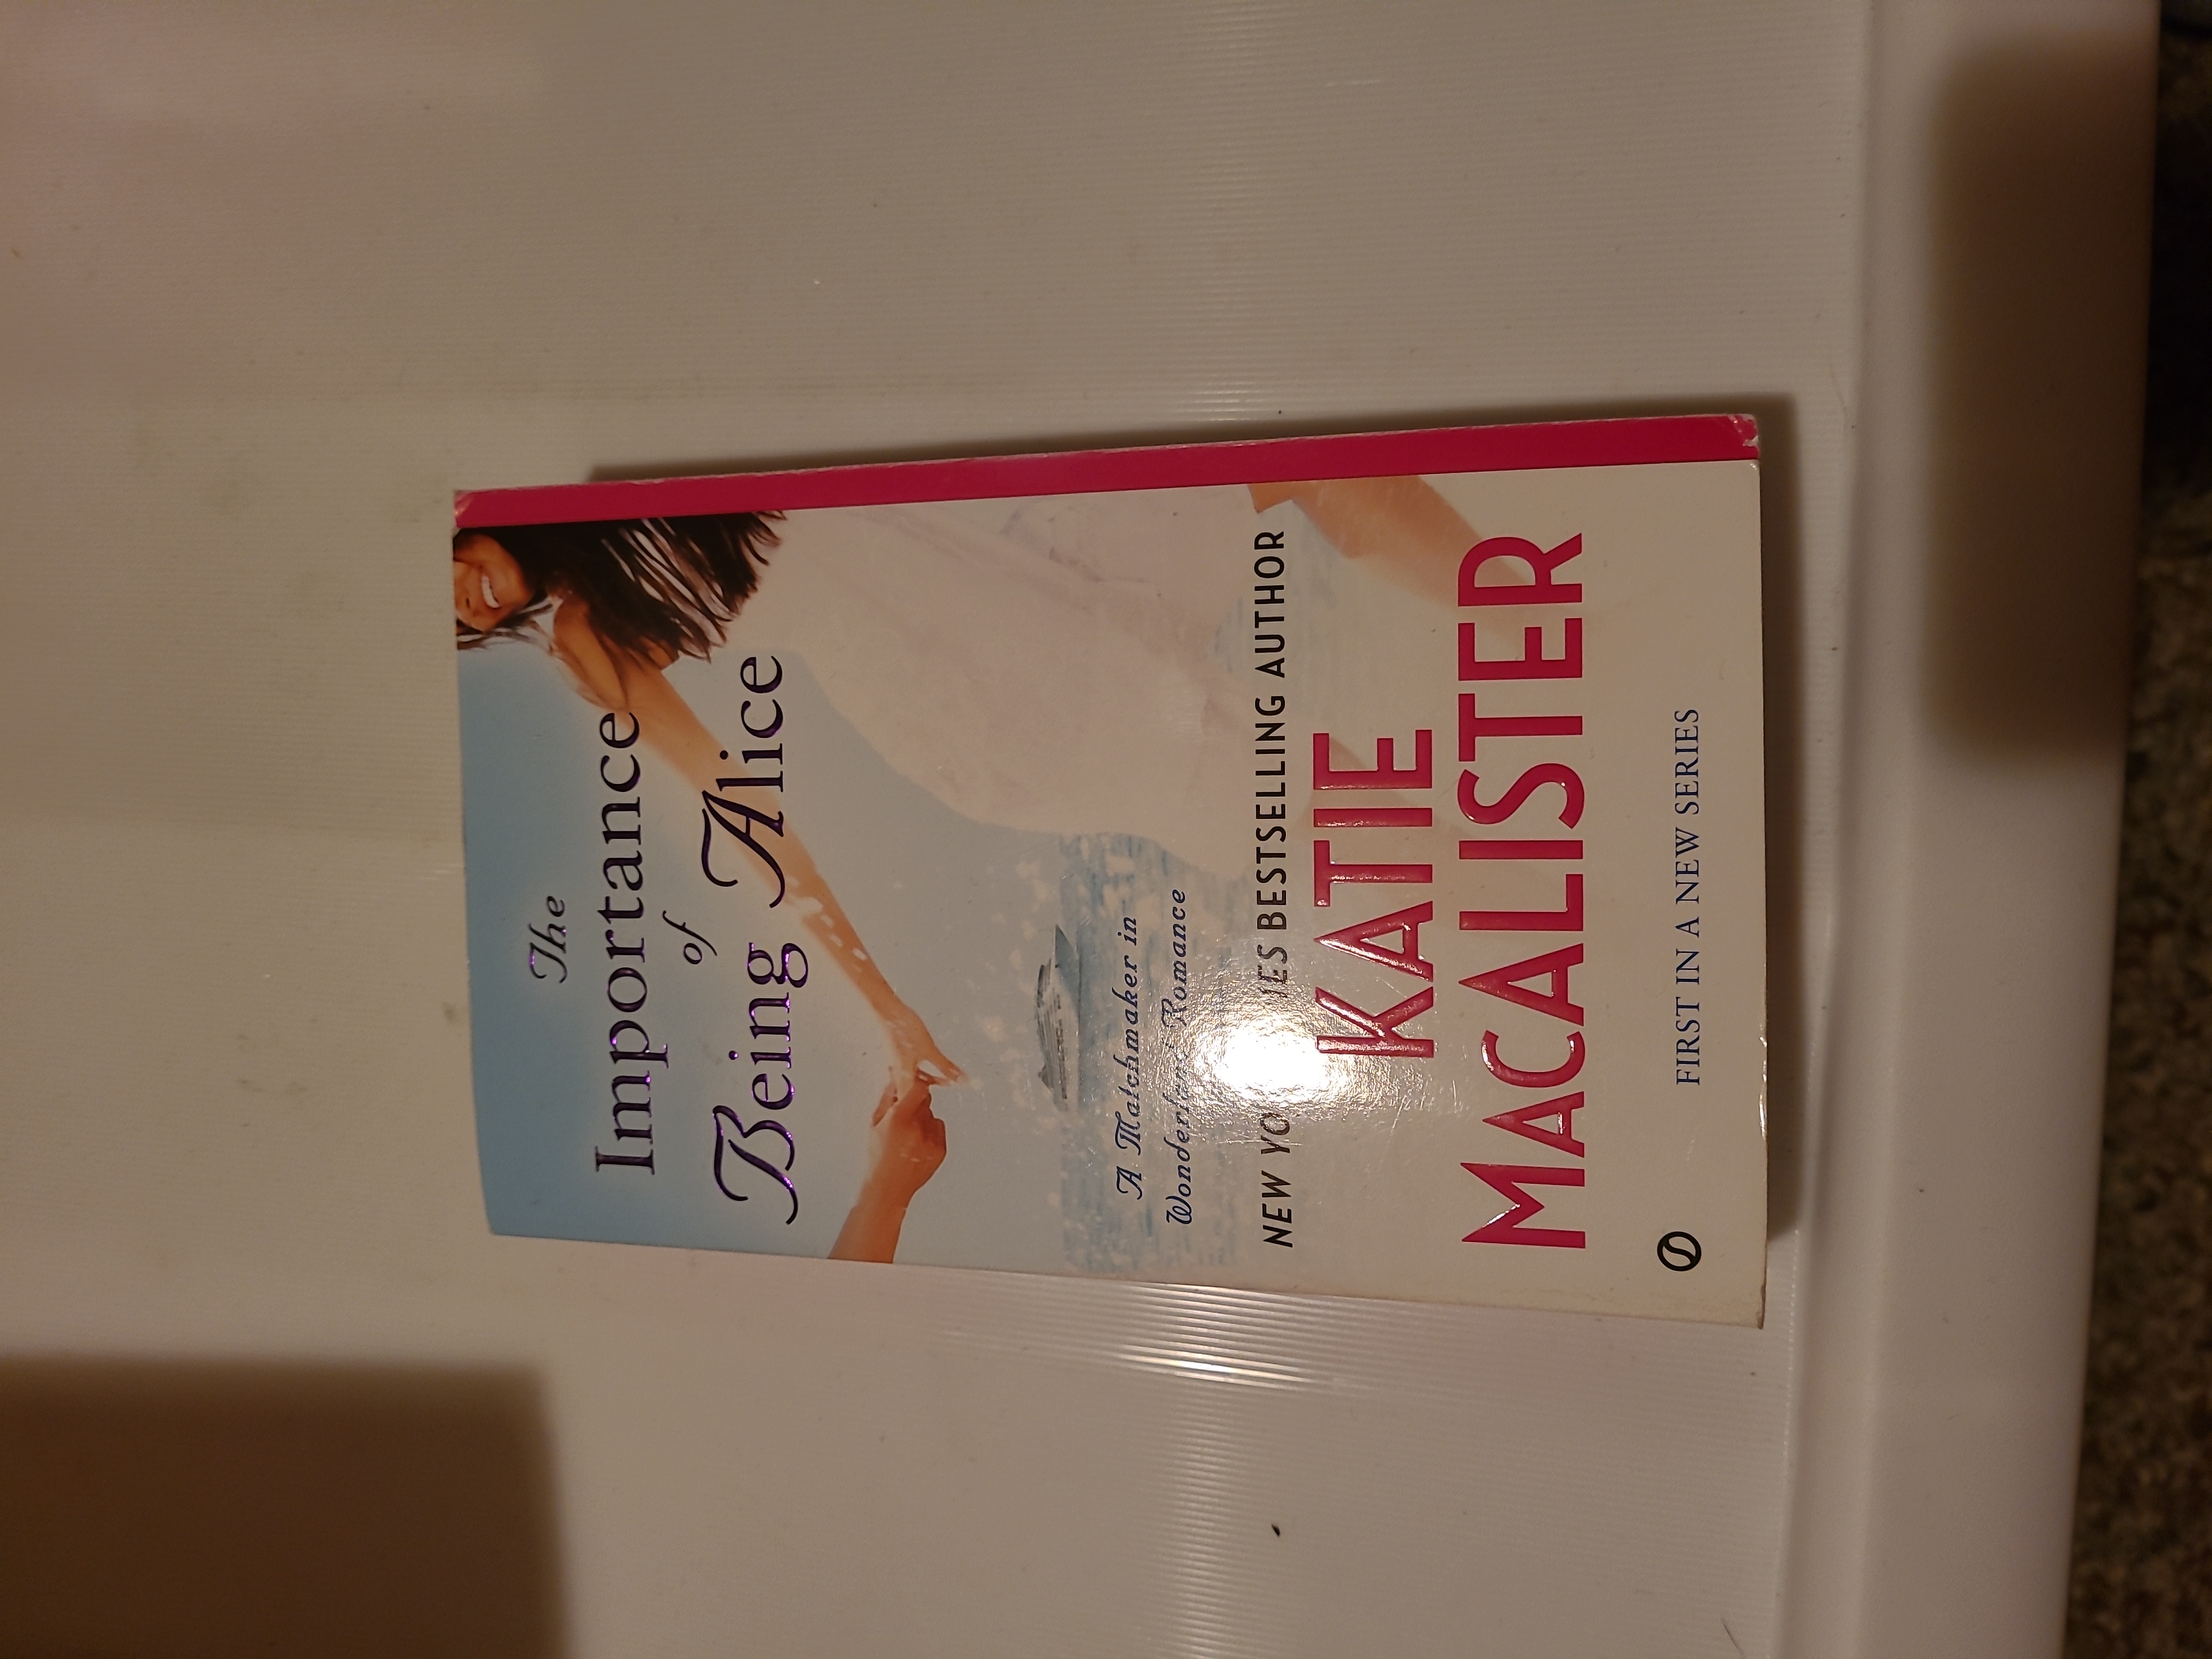 The
Importance
of
Being Alice
A Matchmaker in
Wonderland Romance
NEW YORK TIMES BESTSELLING AUTHOR
KATIE
MACALISTER
FIRST IN A NEW SERIES